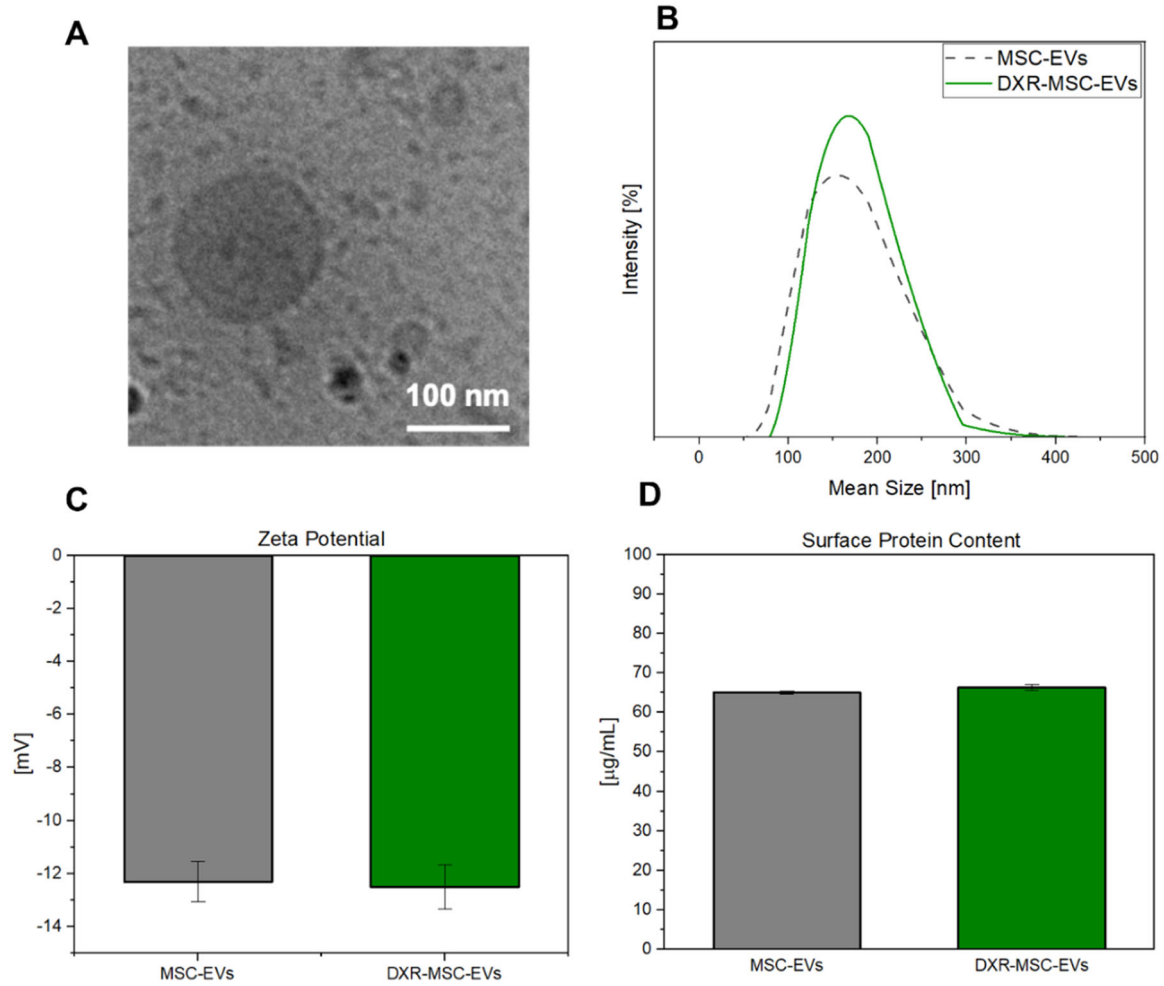 A
100 nm
B
MSC-EVs
DXR-MSC-EVs
Intensity [%]
0 100 200 300 400 500
Mean Size [nm]
C
Zeta Potential
0
-2
-4
-6
-8
-10
-12
-14
[mV]
MSC-EVs DXR-MSC-EVs
D
Surface Protein Content
100
90
80
70
60
50
40
30
20
10
0
[µg/mL]
MSC-EVs DXR-MSC-EVs